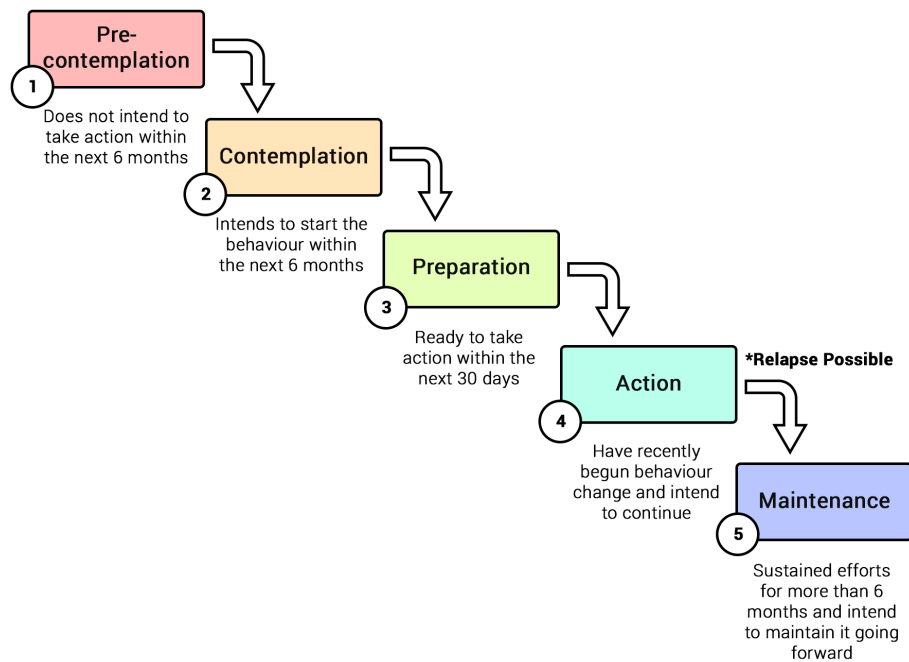 Pre-
contemplation
1
Does not intend to
take action within
the next 6 months
Contemplation
2
Intends to start the
behaviour within
the next 6 months
Preparation
3
Ready to take
action within the
next 30 days
*Relapse Possible
Action
4
Have recently
begun behaviour
change and intend
to continue
Maintenance
5
Sustained efforts
for more than 6
months and intend
to maintain it going
forward